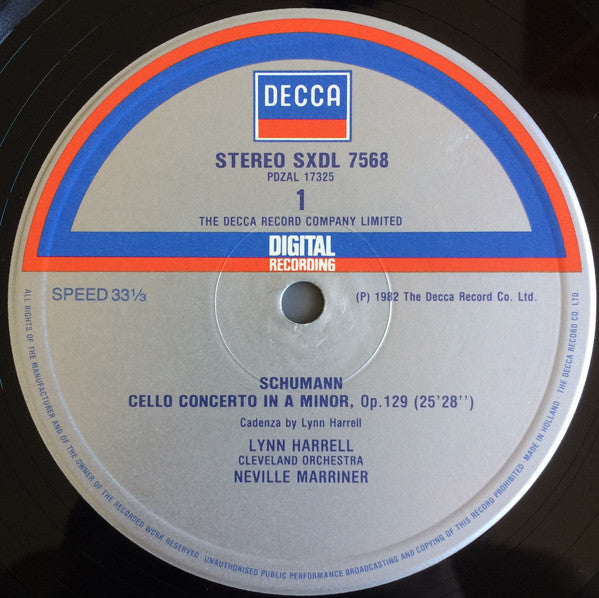 DECCA
STEREO SXDL 7568
PDZAL 17325
1
THE DECCA RECORD COMPANY LIMITED
DIGITAL
RECORDING
SPEED 33⅓
(P) 1982 The Decca Record Co. Ltd.
SCHUMANN
CELLO CONCERTO IN A MINOR, Op.129 (25'28'')
Cadenza by Lynn Harrell
LYNN HARRELL
CLEVELAND ORCHESTRA
NEVILLE MARRINER
ALL RIGHTS OF THE MANUFACTURER AND OF THE OWNER OF THE RECORDED WORK RESERVED UNAUTHORISED PUBLIC PERFORMANCE BROADCASTING AND COPYING OF THIS RECORD PROHIBITED MADE IN HOLLAND THE DECCA RECORD CO. LTD.